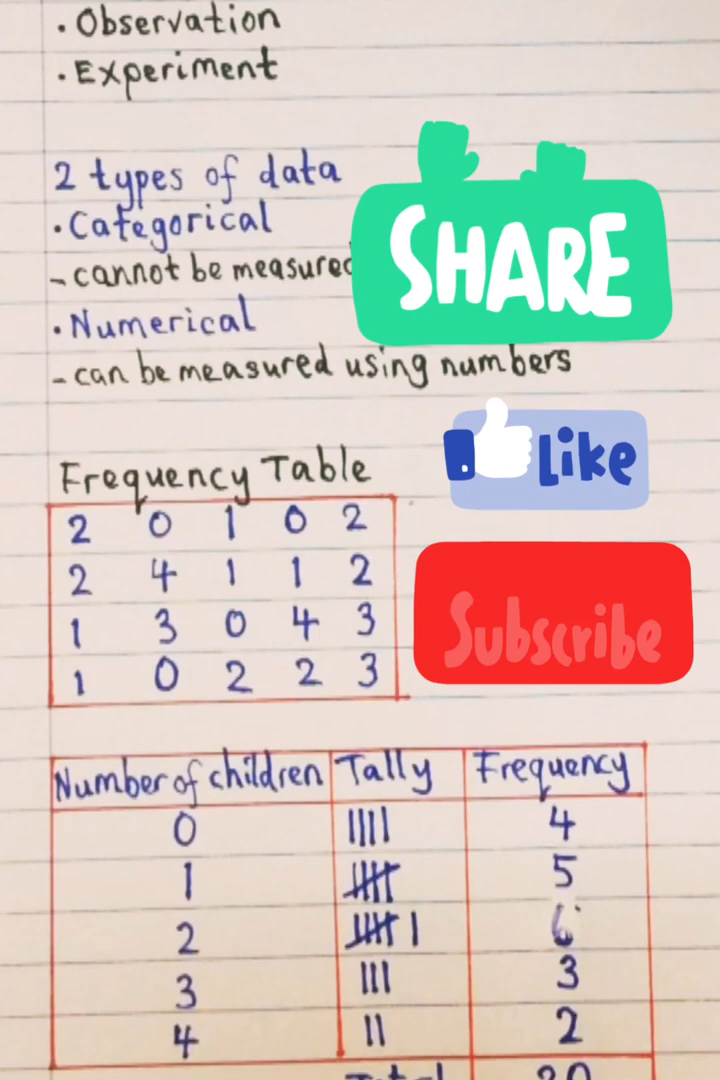 • Observation
• Experiment
2 types of data
• Categorical
- cannot be measured
• Numerical
- can be measured using numbers
SHARE
Like
Subscribe
Frequency Table
2 0 1 0 2
2 4 1 1 2
1 3 0 4 3
1 0 2 2 3
Number of children Tally Frequency
0 |||| 4
1 |||| 5
2 |||| | 6
3 ||| 3
4 || 2
Total 20